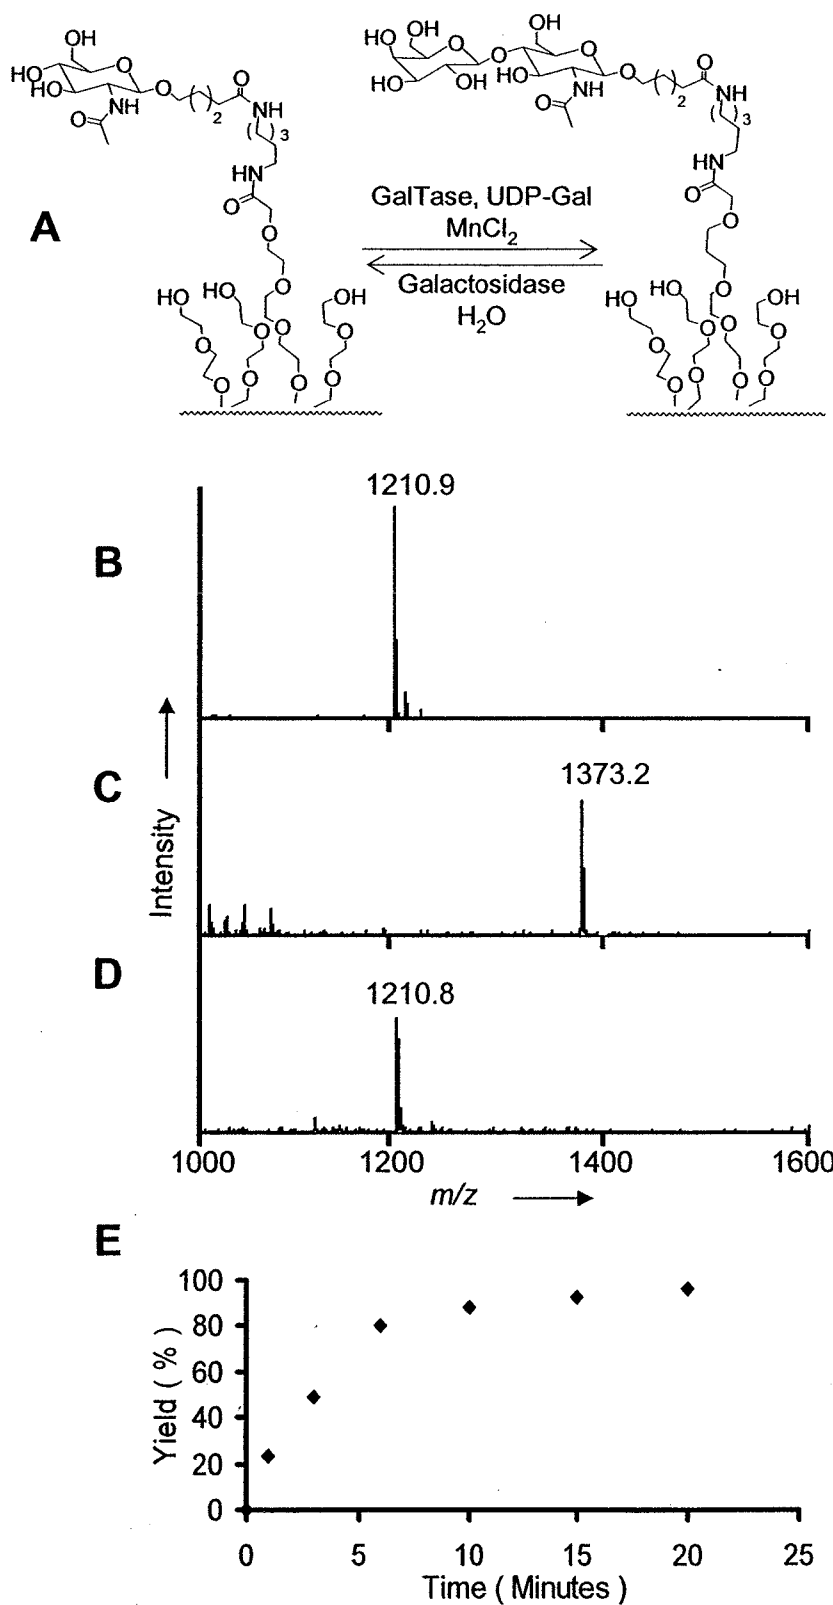 OH
HO
HO
O
O
NH
O
O
2
NH
3
HN
O
O
O
O
O
HO
HO
OH
O
O
O
O
A
GalTase, UDP-Gal
MnCl2
Galactosidase
H2O
OH
HO
HO
OH
O
O
O
HO
OH
O
O
NH
O
O
2
NH
3
HN
O
O
O
O
O
HO
HO
OH
O
O
O
O
B
1210.9
C
1373.2
D
1210.8
Intensity
1000 1200 1400 1600
m/z
E
100
80
60
40
20
0
Yield ( % )
0 5 10 15 20 25
Time ( Minutes )